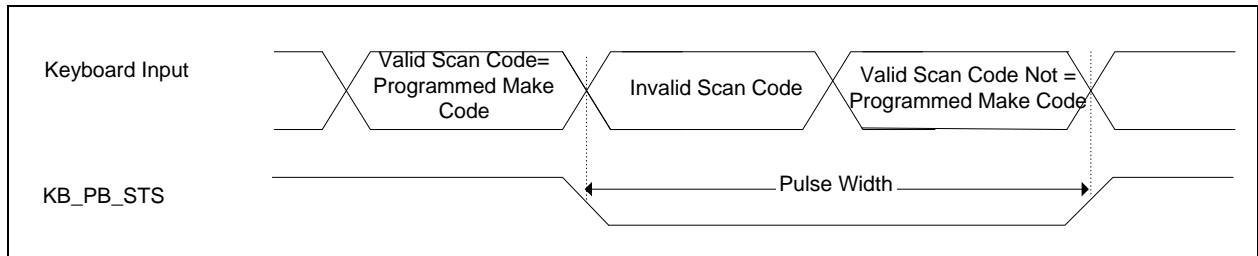 Keyboard Input
Valid Scan Code=
Programmed Make
Code
Invalid Scan Code
Valid Scan Code Not =
Programmed Make Code
KB_PB_STS
Pulse Width